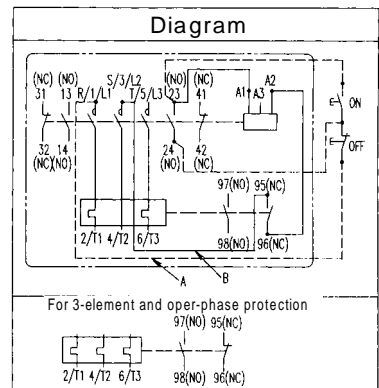 Diagram
(NC) (NO) S/3/L2 (NO) (NC) A2
31 13 R/1/L1 T/5/L3 23 41 A1 A3
ON
32 14 24 42 OFF
(NC)(NO) (NO) (NC)
97(NO) 95(NC)
2/T1 4/T2 6/T3 98(NO) 96(NC)
A B
For 3-element and oper-phase protection
97(NO) 95(NC)
2/T1 4/T2 6/T3 98(NO) 96(NC)